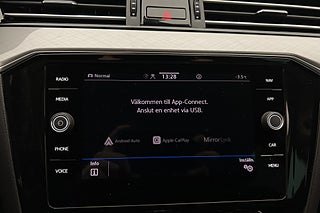 RADIO
MEDIA
PHONE
VOICE
Normal
13:28
Välkommen till App-Connect.
Anslut en enhet via USB.
Android Auto
Apple CarPlay
MirrorLink
Info
Inställn.
NAV
APP
CAR
MENU